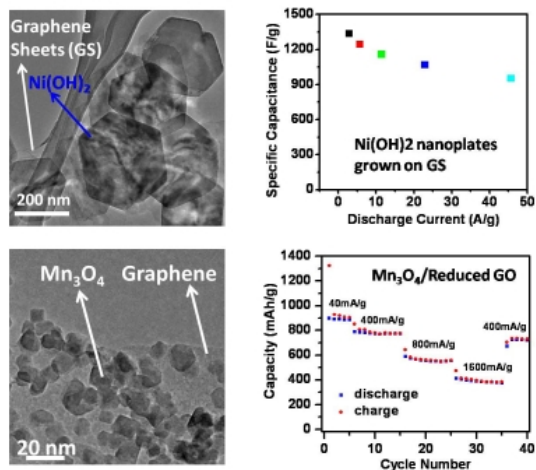 Graphene
Sheets (GS)
Ni(OH)₂
200 nm
Specific Capacitance (F/g)
1500
1200
900
600
300
0
Ni(OH)2 nanoplates
grown on GS
0 10 20 30 40 50
Discharge Current (A/g)
Mn₃O₄ Graphene
20 nm
Capacity (mAh/g)
1400
1200
1000
800
600
400
200
0
Mn₃O₄/Reduced GO
40mA/g
400mA/g
800mA/g
1600mA/g
400mA/g
discharge
charge
0 10 20 30 40
Cycle Number